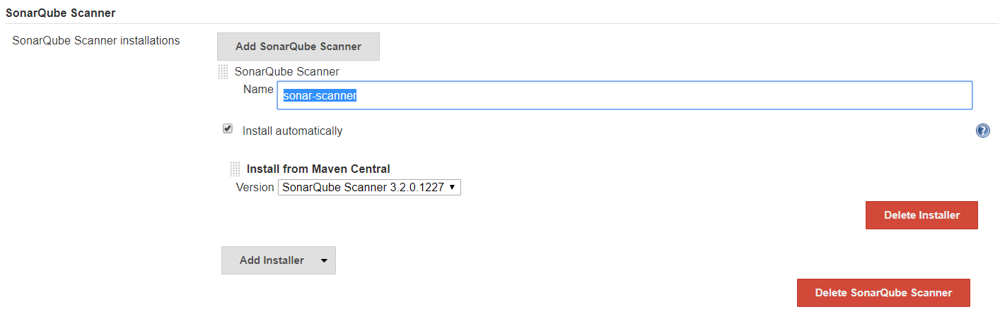 SonarQube Scanner
SonarQube Scanner installations
Add SonarQube Scanner
SonarQube Scanner
Name sonar-scanner
Install automatically
?
Install from Maven Central
Version SonarQube Scanner 3.2.0.1227
Delete Installer
Add Installer
Delete SonarQube Scanner